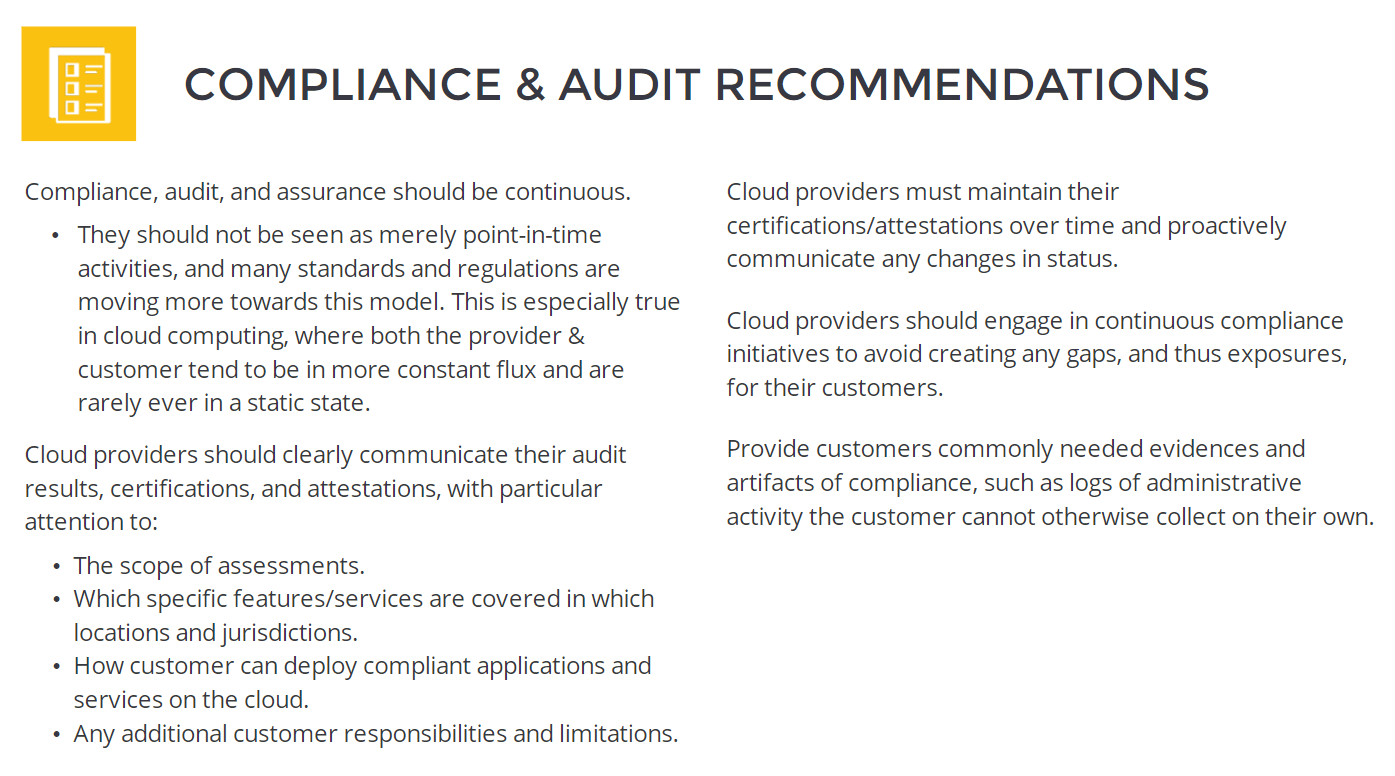 COMPLIANCE & AUDIT RECOMMENDATIONS
Compliance, audit, and assurance should be continuous.
• They should not be seen as merely point-in-time
activities, and many standards and regulations are
moving more towards this model. This is especially true
in cloud computing, where both the provider &
customer tend to be in more constant flux and are
rarely ever in a static state.
Cloud providers should clearly communicate their audit
results, certifications, and attestations, with particular
attention to:
• The scope of assessments.
• Which specific features/services are covered in which
locations and jurisdictions.
• How customer can deploy compliant applications and
services on the cloud.
• Any additional customer responsibilities and limitations.
Cloud providers must maintain their
certifications/attestations over time and proactively
communicate any changes in status.
Cloud providers should engage in continuous compliance
initiatives to avoid creating any gaps, and thus exposures,
for their customers.
Provide customers commonly needed evidences and
artifacts of compliance, such as logs of administrative
activity the customer cannot otherwise collect on their own.